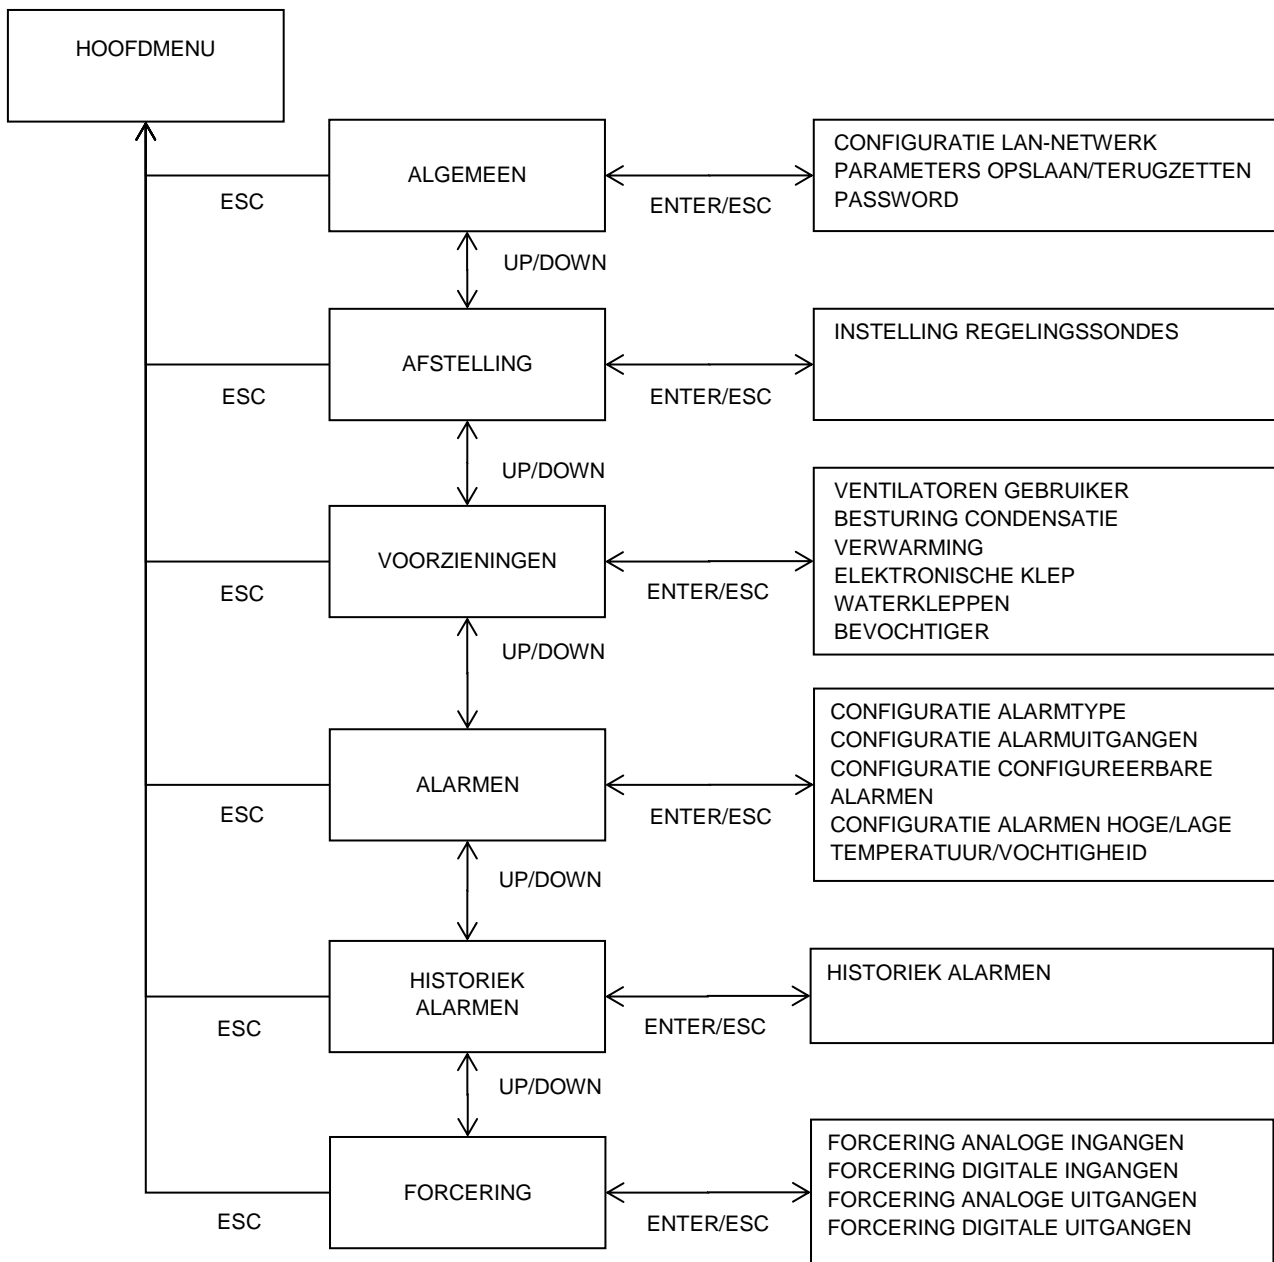 HOOFDMENU
ALGEMEEN
ESC
ENTER/ESC
CONFIGURATIE LAN-NETWERK
PARAMETERS OPSLAAN/TERUGZETTEN
PASSWORD
UP/DOWN
AFSTELLING
ESC
ENTER/ESC
INSTELLING REGELINGSSONDES
UP/DOWN
VOORZIENINGEN
ESC
ENTER/ESC
VENTILATOREN GEBRUIKER
BESTURING CONDENSATIE
VERWARMING
ELEKTRONISCHE KLEP
WATERKLEPPEN
BEVOCHTIGER
UP/DOWN
ALARMEN
ESC
ENTER/ESC
CONFIGURATIE ALARMTYPE
CONFIGURATIE ALARMUITGANGEN
CONFIGURATIE CONFIGUREERBARE
ALARMEN
CONFIGURATIE ALARMEN HOGE/LAGE
TEMPERATUUR/VOCHTIGHEID
UP/DOWN
HISTORIEK
ALARMEN
ESC
ENTER/ESC
HISTORIEK ALARMEN
UP/DOWN
FORCERING
ESC
ENTER/ESC
FORCERING ANALOGE INGANGEN
FORCERING DIGITALE INGANGEN
FORCERING ANALOGE UITGANGEN
FORCERING DIGITALE UITGANGEN